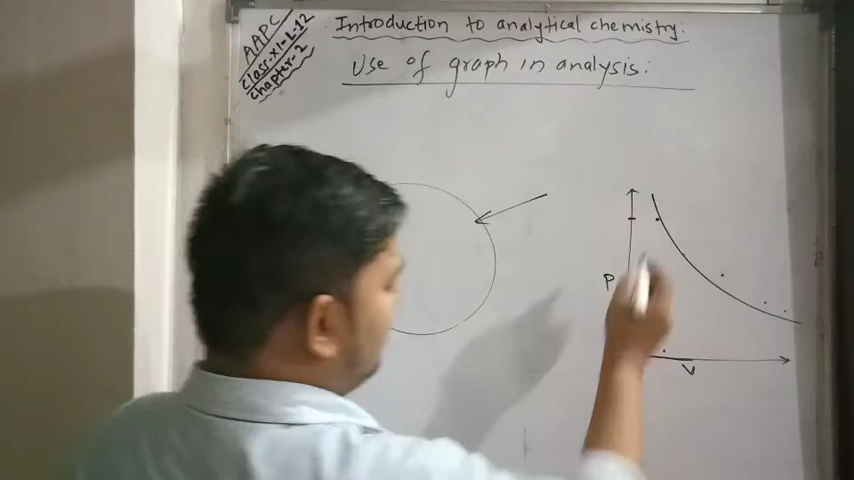 AAPC
Class-XI-L-12
Chapter-2
Introduction to analytical chemistry:
Use of graph in analysis:
P
V